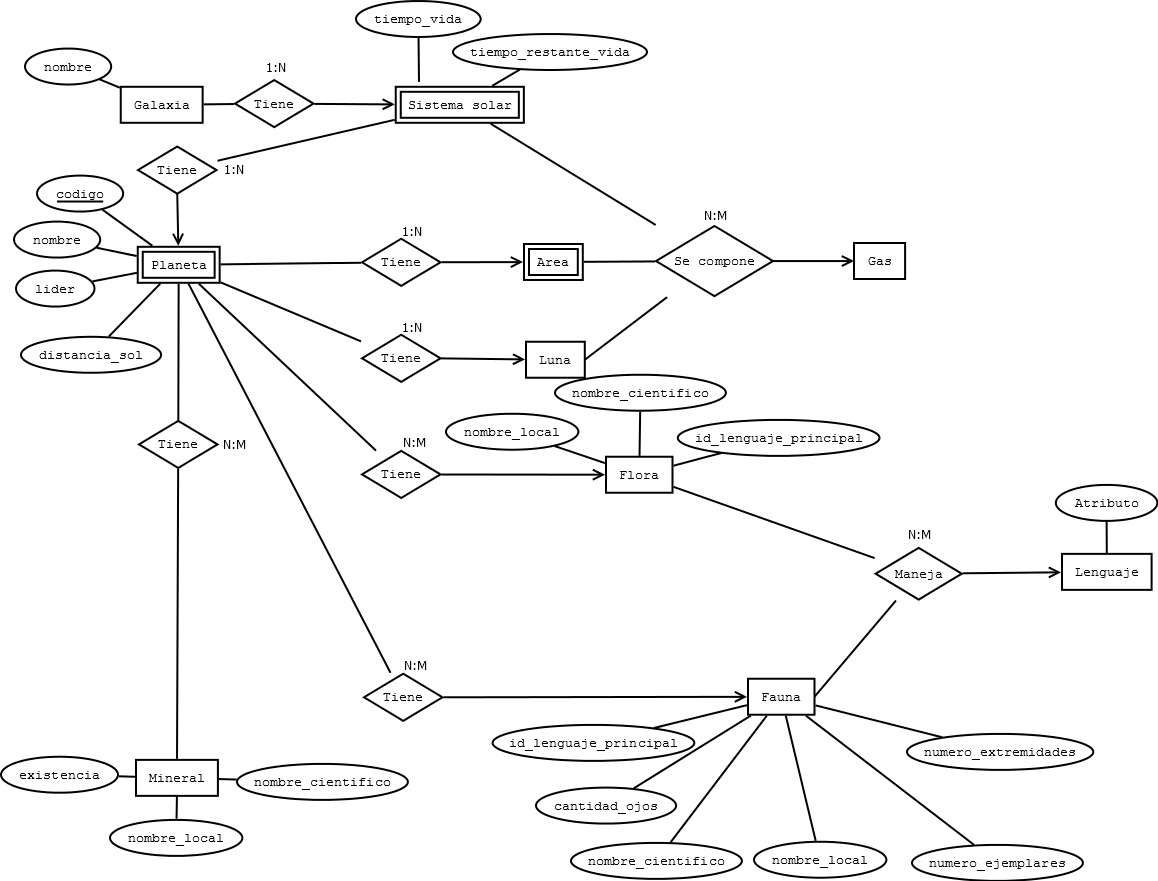 tiempo_vida
tiempo_restante_vida
nombre
1:N
Galaxia
Tiene
Sistema solar
Tiene
1:N
codigo
N:M
nombre
1:N
Planeta
Tiene
Area
Se compone
Gas
lider
1:N
distancia_sol
Tiene
Luna
nombre_cientifico
nombre_local
id_lenguaje_principal
Tiene
N:M
N:M
Tiene
Flora
Atributo
N:M
Maneja
Lenguaje
N:M
Tiene
Fauna
id_lenguaje_principal
numero_extremidades
existencia
Mineral
nombre_cientifico
cantidad_ojos
nombre_local
nombre_cientifico
nombre_local
numero_ejemplares